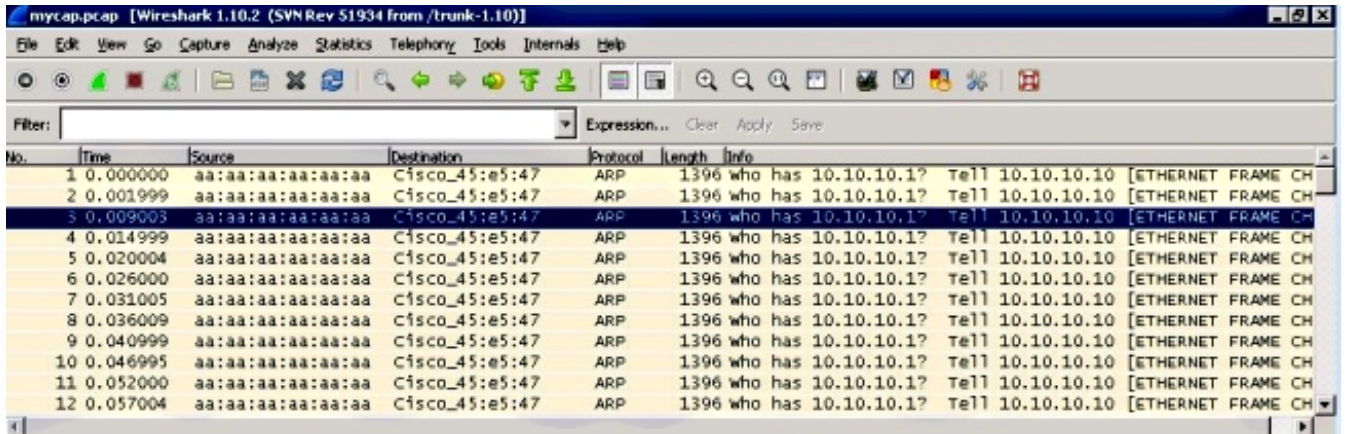 mycap.pcap [Wireshark 1.10.2 (SVN Rev 51934 from /trunk-1.10)]
File Edit View Go Capture Analyze Statistics Telephony Tools Internals Help
Filter: Expression... Clear Apply Save
No. Time Source Destination Protocol Length Info
1 0.000000 aa:aa:aa:aa:aa:aa Cisco_45:e5:47 ARP 1396 who has 10.10.10.1? Tell 10.10.10.10 [ETHERNET FRAME CH
2 0.001999 aa:aa:aa:aa:aa:aa Cisco_45:e5:47 ARP 1396 who has 10.10.10.1? Tell 10.10.10.10 [ETHERNET FRAME CH
3 0.009003 aa:aa:aa:aa:aa:aa Cisco_45:e5:47 ARP 1396 who has 10.10.10.1? Tell 10.10.10.10 [ETHERNET FRAME CH
4 0.014999 aa:aa:aa:aa:aa:aa Cisco_45:e5:47 ARP 1396 who has 10.10.10.1? Tell 10.10.10.10 [ETHERNET FRAME CH
5 0.020004 aa:aa:aa:aa:aa:aa Cisco_45:e5:47 ARP 1396 who has 10.10.10.1? Tell 10.10.10.10 [ETHERNET FRAME CH
6 0.026000 aa:aa:aa:aa:aa:aa Cisco_45:e5:47 ARP 1396 who has 10.10.10.1? Tell 10.10.10.10 [ETHERNET FRAME CH
7 0.031005 aa:aa:aa:aa:aa:aa Cisco_45:e5:47 ARP 1396 who has 10.10.10.1? Tell 10.10.10.10 [ETHERNET FRAME CH
8 0.036009 aa:aa:aa:aa:aa:aa Cisco_45:e5:47 ARP 1396 who has 10.10.10.1? Tell 10.10.10.10 [ETHERNET FRAME CH
9 0.040999 aa:aa:aa:aa:aa:aa Cisco_45:e5:47 ARP 1396 who has 10.10.10.1? Tell 10.10.10.10 [ETHERNET FRAME CH
10 0.046995 aa:aa:aa:aa:aa:aa Cisco_45:e5:47 ARP 1396 who has 10.10.10.1? Tell 10.10.10.10 [ETHERNET FRAME CH
11 0.052000 aa:aa:aa:aa:aa:aa Cisco_45:e5:47 ARP 1396 who has 10.10.10.1? Tell 10.10.10.10 [ETHERNET FRAME CH
12 0.057004 aa:aa:aa:aa:aa:aa Cisco_45:e5:47 ARP 1396 who has 10.10.10.1? Tell 10.10.10.10 [ETHERNET FRAME CH